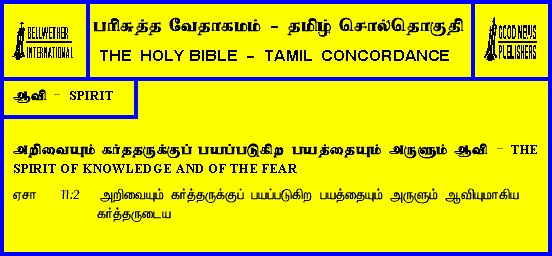 BELLWETHER
INTERNATIONAL
பரிசுத்த வேதாகமம் - தமிழ் சொல்தொகுதி
THE HOLY BIBLE - TAMIL CONCORDANCE
GOOD NEWS
PUBLISHERS
ஆவி - SPIRIT
அறிவையும் கர்ததருக்குப் பயப்படுகிற பயத்தையும் அருளும் ஆவி - THE
SPIRIT OF KNOWLEDGE AND OF THE FEAR
ஏசா 11:2 அறிவையும் கர்த்தருக்குப் பயப்படுகிற பயத்தையும் அருளும் ஆவியுமாகிய
கர்த்தருடைய